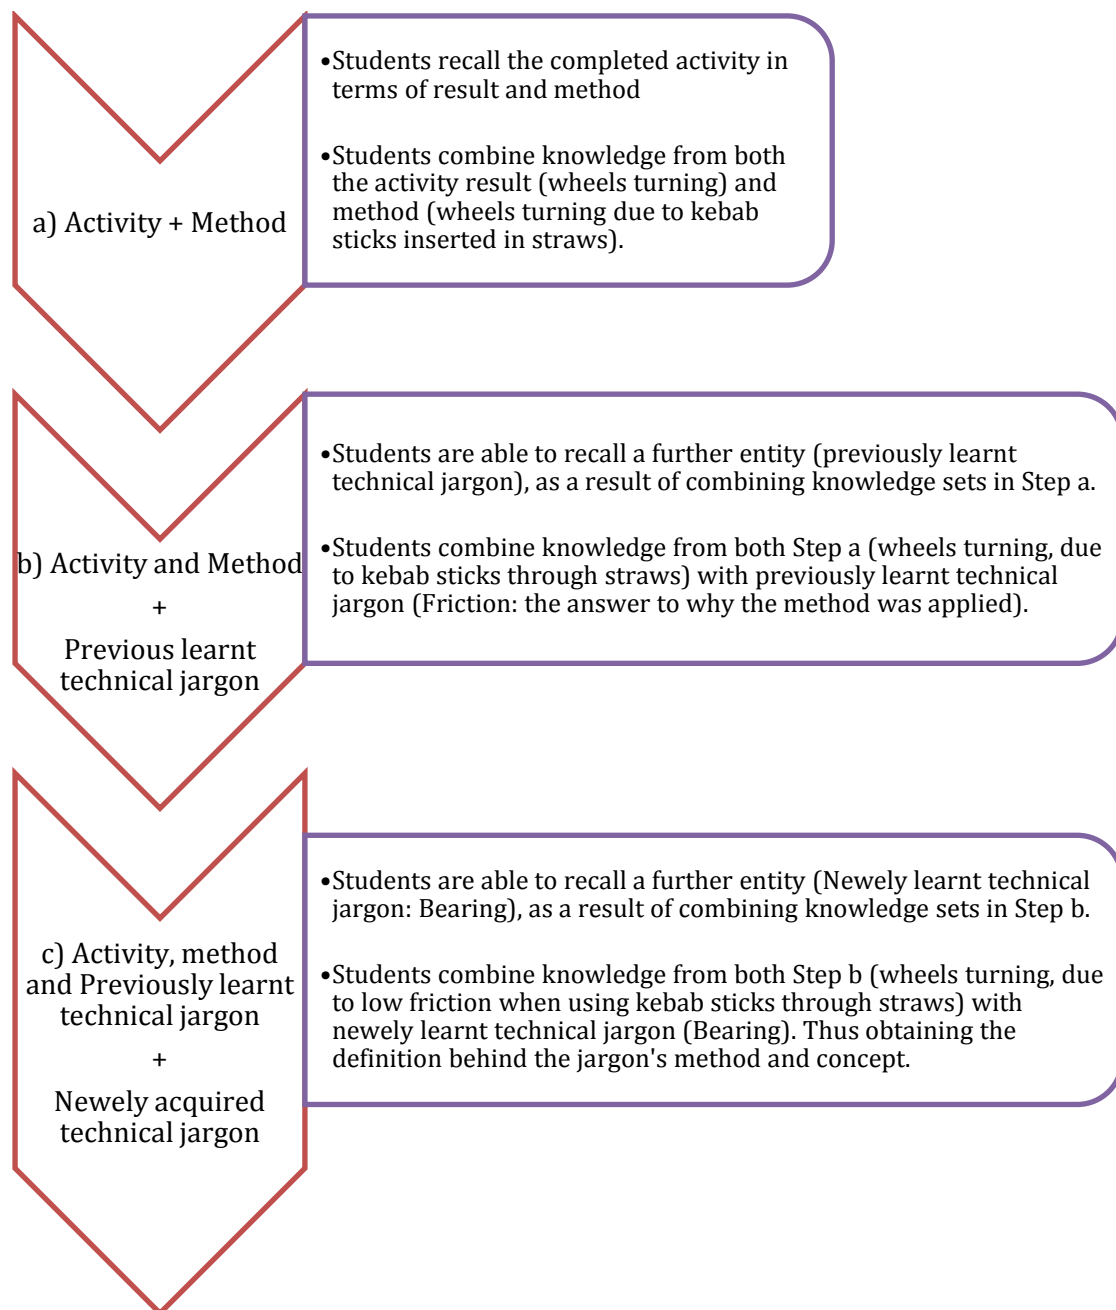 a) Activity + Method
•Students recall the completed activity in
terms of result and method
•Students combine knowledge from both
the activity result (wheels turning) and
method (wheels turning due to kebab
sticks inserted in straws).
b) Activity and Method
+
Previous learnt
technical jargon
•Students are able to recall a further entity (previously learnt
technical jargon), as a result of combining knowledge sets in Step a.
•Students combine knowledge from both Step a (wheels turning, due
to kebab sticks through straws) with previously learnt technical
jargon (Friction: the answer to why the method was applied).
c) Activity, method
and Previously learnt
technical jargon
+
Newely acquired
technical jargon
•Students are able to recall a further entity (Newely learnt technical
jargon: Bearing), as a result of combining knowledge sets in Step b.
•Students combine knowledge from both Step b (wheels turning, due
to low friction when using kebab sticks through straws) with
newely learnt technical jargon (Bearing). Thus obtaining the
definition behind the jargon's method and concept.